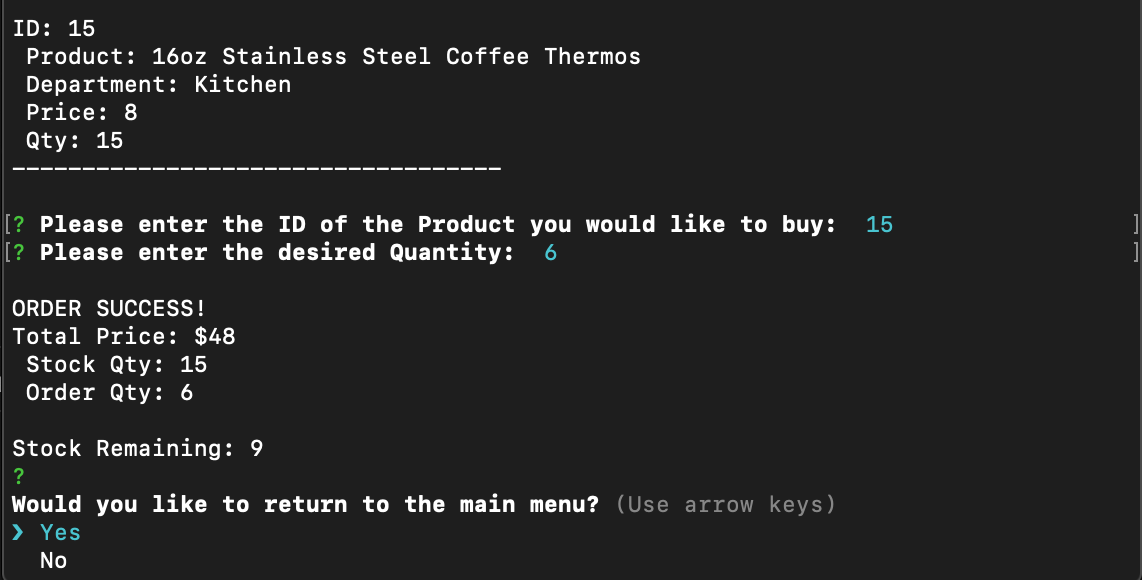 ID: 15
Product: 16oz Stainless Steel Coffee Thermos
Department: Kitchen
Price: 8
Qty: 15
-----------------------------------
[? Please enter the ID of the Product you would like to buy:  15 ]
[? Please enter the desired Quantity:  6 ]
ORDER SUCCESS!
Total Price: $48
Stock Qty: 15
Order Qty: 6
Stock Remaining: 9
?
Would you like to return to the main menu? (Use arrow keys)
❯ Yes
No